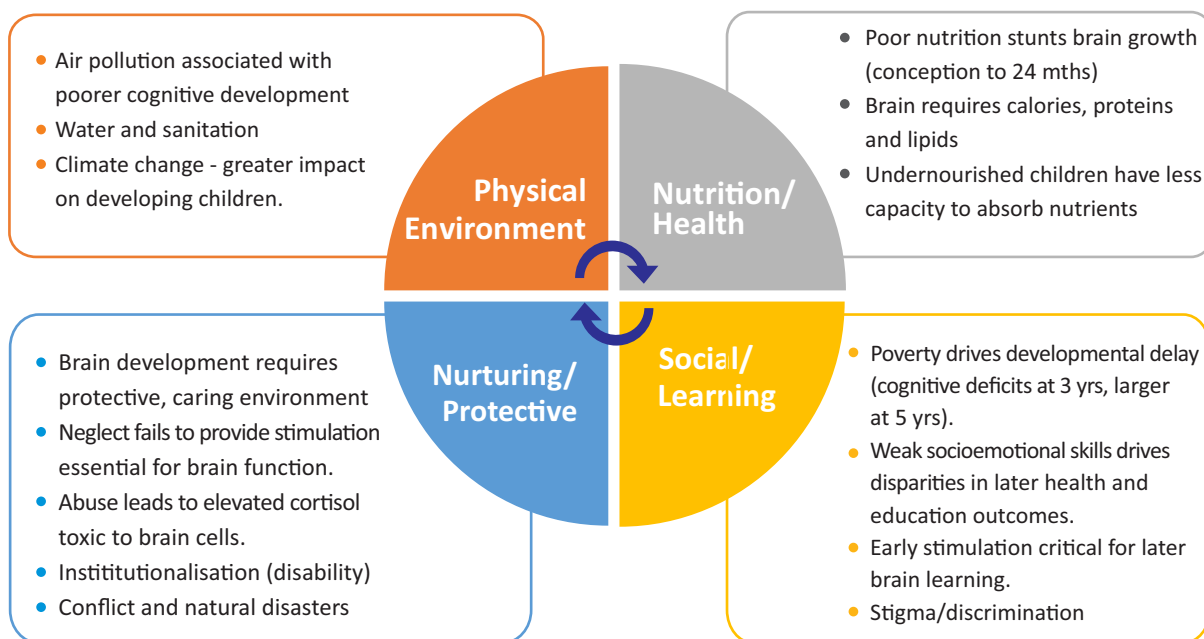 • Air pollution associated with
poorer cognitive development
• Water and sanitation
• Climate change - greater impact
on developing children.
• Poor nutrition stunts brain growth
(conception to 24 mths)
• Brain requires calories, proteins
and lipids
• Undernourished children have less
capacity to absorb nutrients
Physical
Environment
Nutrition/
Health
Nurturing/
Protective
Social/
Learning
• Brain development requires
protective, caring environment
• Neglect fails to provide stimulation
essential for brain function.
• Abuse leads to elevated cortisol
toxic to brain cells.
• Instititutionalisation (disability)
• Conflict and natural disasters
• Poverty drives developmental delay
(cognitive deficits at 3 yrs, larger
at 5 yrs).
• Weak socioemotional skills drives
disparities in later health and
education outcomes.
• Early stimulation critical for later
brain learning.
• Stigma/discrimination